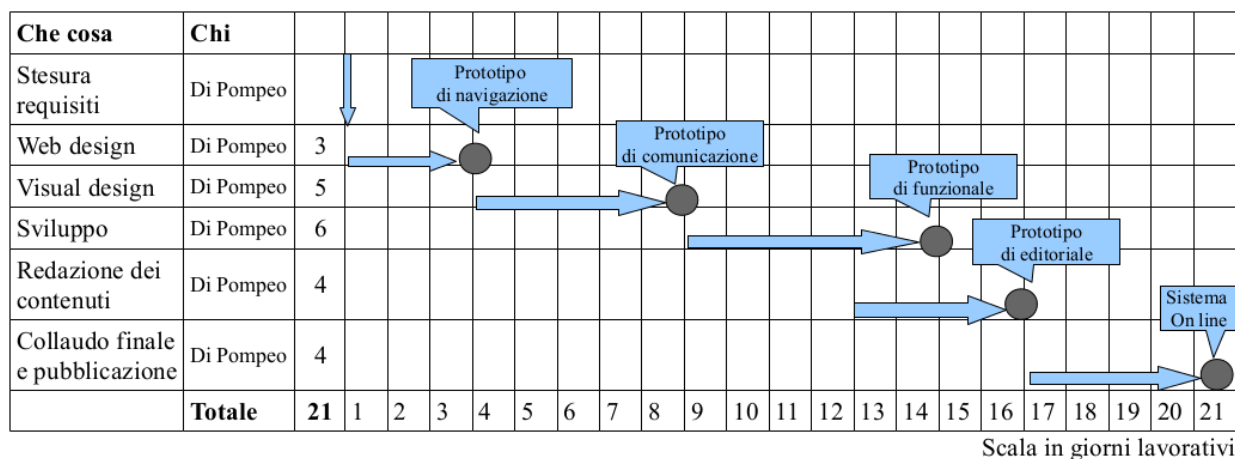 Che cosa Chi
Stesura
requisiti
Di Pompeo
Prototipo
di navigazione
Web design Di Pompeo 3
Prototipo
di comunicazione
Visual design Di Pompeo 5
Prototipo
di funzionale
Sviluppo Di Pompeo 6
Prototipo
di editoriale
Redazione dei
contenuti
Di Pompeo 4
Sistema
On line
Collaudo finale
e pubblicazione
Di Pompeo 4
Totale 21 1 2 3 4 5 6 7 8 9 10 11 12 13 14 15 16 17 18 19 20 21
Scala in giorni lavorativi